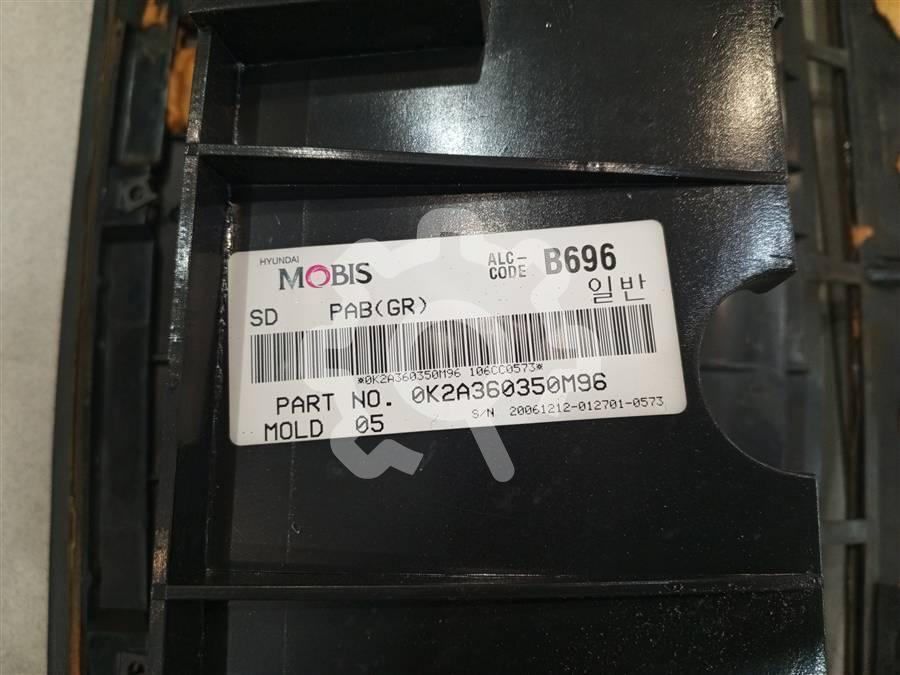 HYUNDAI
MOBIS
ALC-
CODE B696
일반
SD PAB(GR)
*0K2A360350M96 106CC0573*
PART NO. 0K2A360350M96
MOLD 05
S/N 20061212-012701-0573